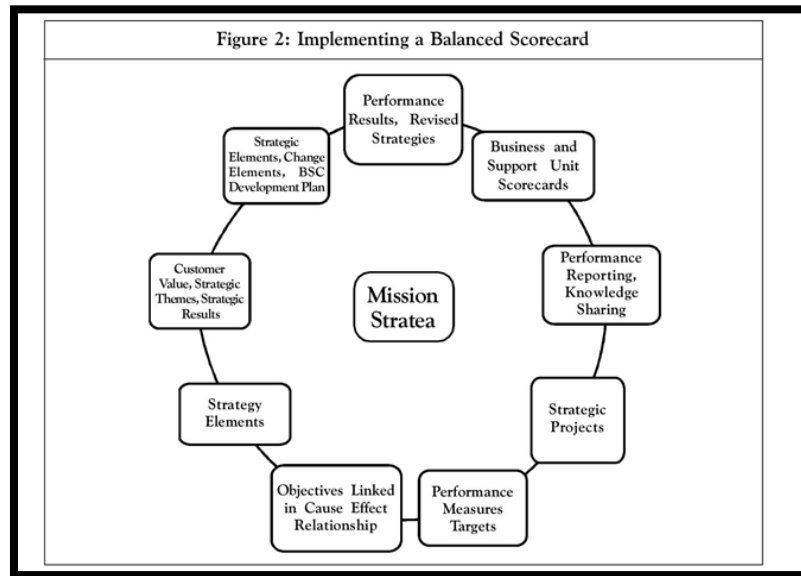 Figure 2: Implementing a Balanced Scorecard
Performance
Results, Revised
Strategies
Business and
Support Unit
Scorecards
Performance
Reporting,
Knowledge
Sharing
Strategic
Projects
Performance
Measures
Targets
Objectives Linked
in Cause Effect
Relationship
Strategy
Elements
Customer
Value, Strategic
Themes, Strategic
Results
Strategic
Elements, Change
Elements, BSC
Development Plan
Mission
Stratea